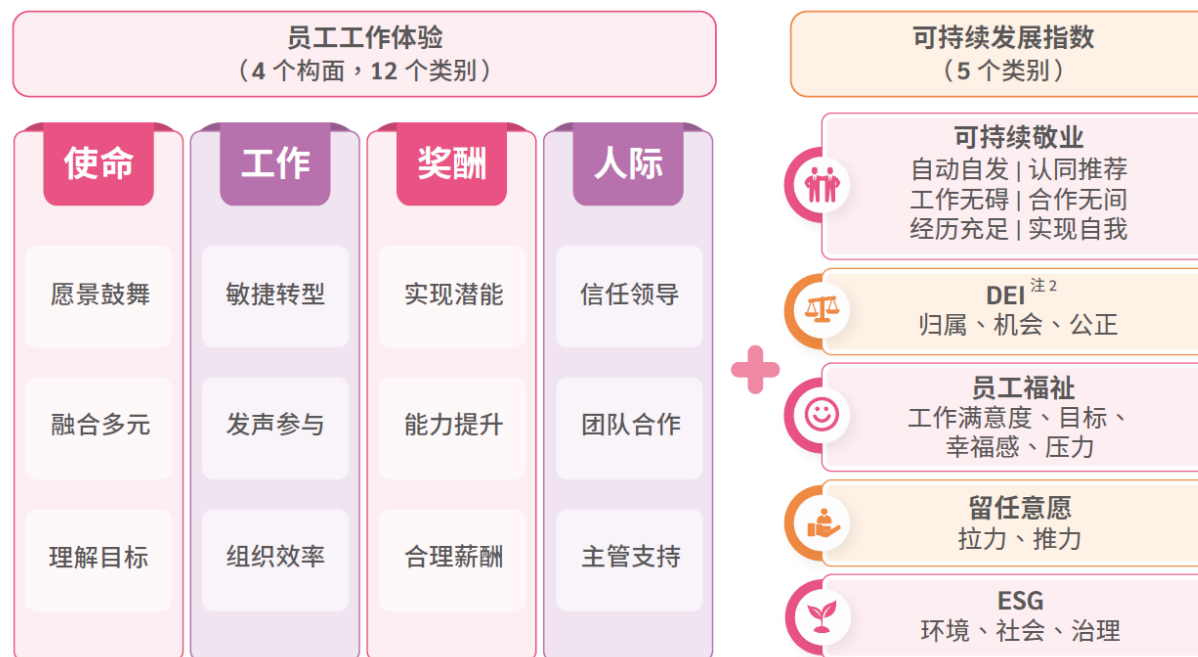 员工工作体验
（4 个构面，12 个类别）
使命
工作
奖酬
人际
愿景鼓舞
敏捷转型
实现潜能
信任领导
融合多元
发声参与
能力提升
团队合作
理解目标
组织效率
合理薪酬
主管支持
可持续发展指数
（5 个类别）
可持续敬业
自动自发 | 认同推荐
工作无碍 | 合作无间
经历充足 | 实现自我
DEI 注 2
归属、机会、公正
员工福祉
工作满意度、目标、
幸福感、压力
留任意愿
拉力、推力
ESG
环境、社会、治理